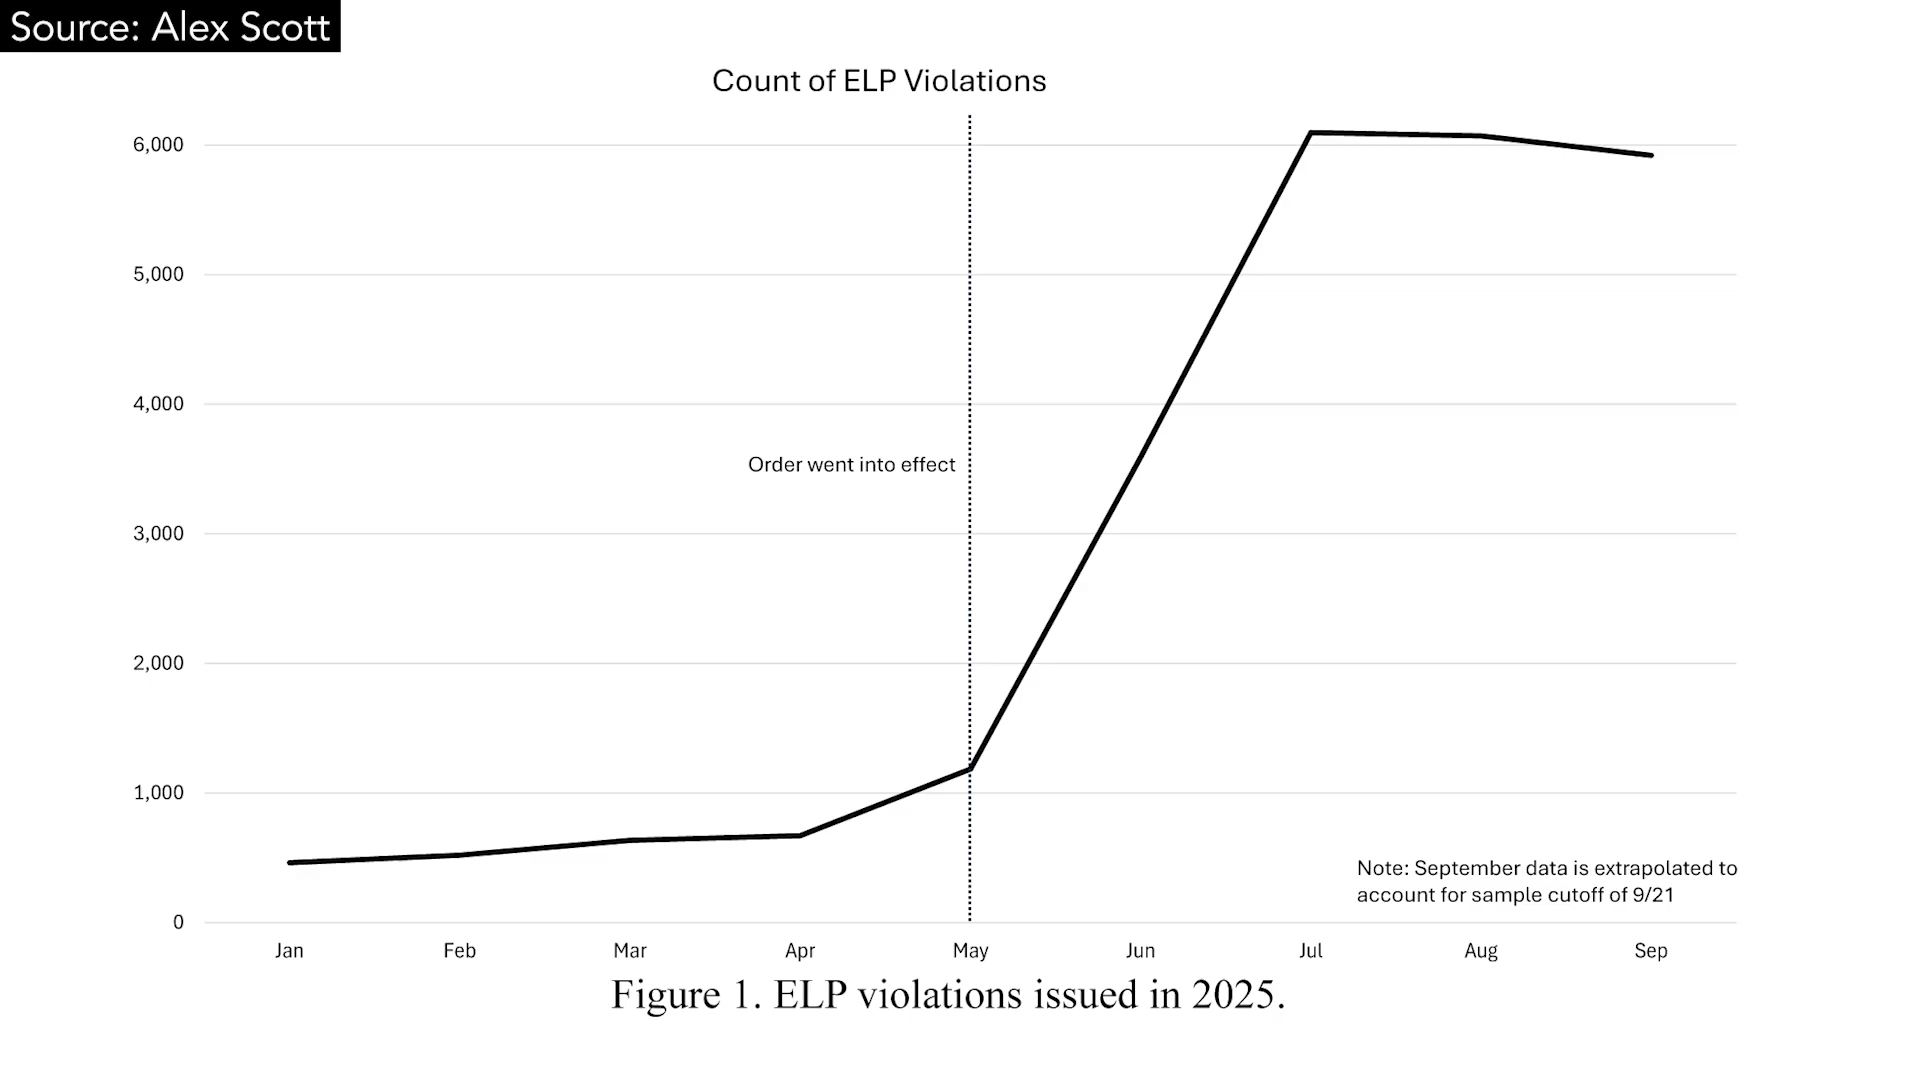 Source: Alex Scott
Count of ELP Violations
6,000
5,000
4,000
Order went into effect
3,000
2,000
1,000
Note: September data is extrapolated to
account for sample cutoff of 9/21
0
Jan Feb Mar Apr May Jun Jul Aug Sep
Figure 1. ELP violations issued in 2025.